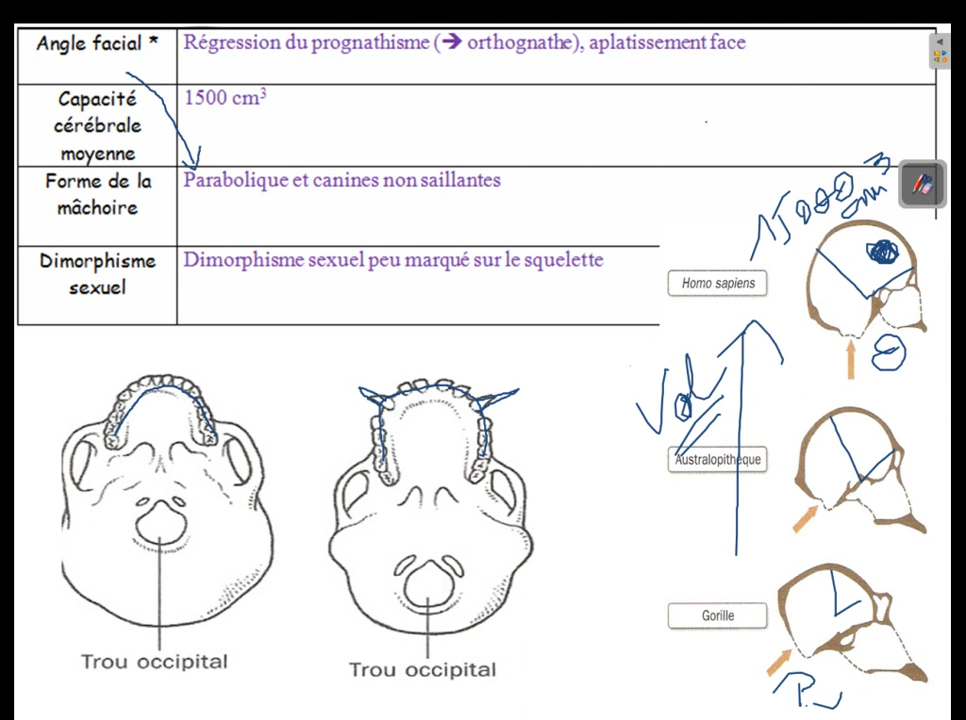 Angle facial *
Régression du prognathisme (➔ orthognathe), aplatissement face
Capacité
cérébrale
moyenne
1500 cm³
Forme de la
mâchoire
Parabolique et canines non saillantes
Dimorphisme
sexuel
Dimorphisme sexuel peu marqué sur le squelette
Homo sapiens
Vol
Australopithèque
Gorille
Trou occipital
Trou occipital